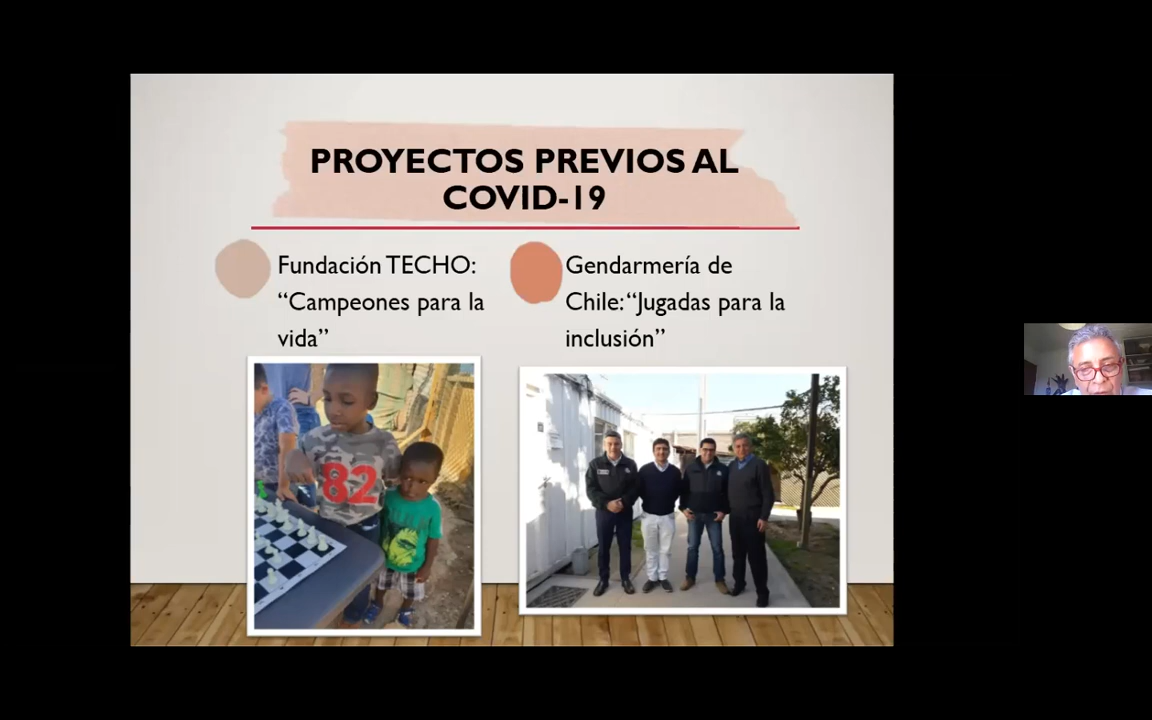 PROYECTOS PREVIOS AL
COVID-19
Fundación TECHO:
“Campeones para la
vida”
Gendarmería de
Chile: “Jugadas para la
inclusión”
82